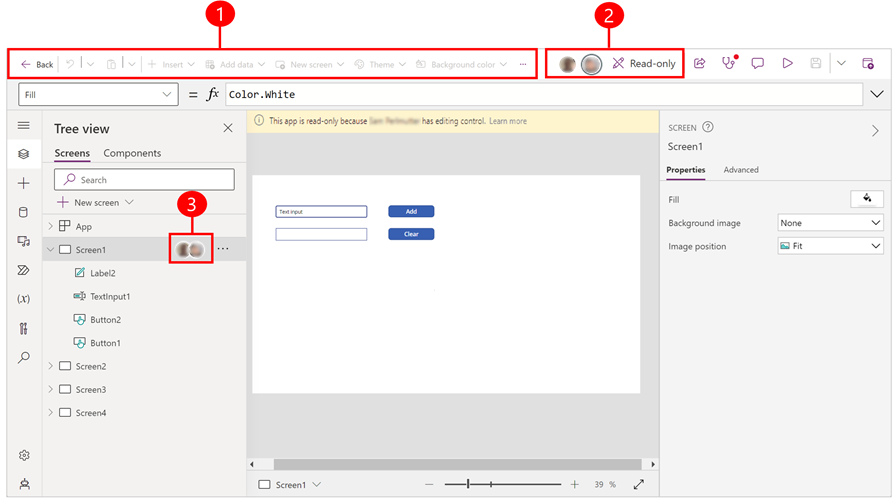 1
2
Back
Insert
Add data
New screen
Theme
Background color
...
Read-only
Fill
=
fx
Color.White
Tree view
Screens
Components
Search
New screen
3
App
Screen1
...
Label2
TextInput1
Button2
Button1
Screen2
Screen3
Screen4
(x)
This app is read-only because has editing control. Learn more
Text input
Add
Clear
Screen1
39 %
SCREEN
Screen1
Properties
Advanced
Fill
Background image
None
Image position
Fit